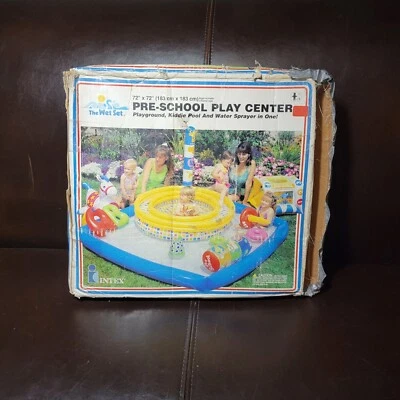 The Wet Set
72" x 72" (183 cm x 183 cm)
PRE-SCHOOL PLAY CENTER
Playground, Kiddie Pool And Water Sprayer in One!
INTEX